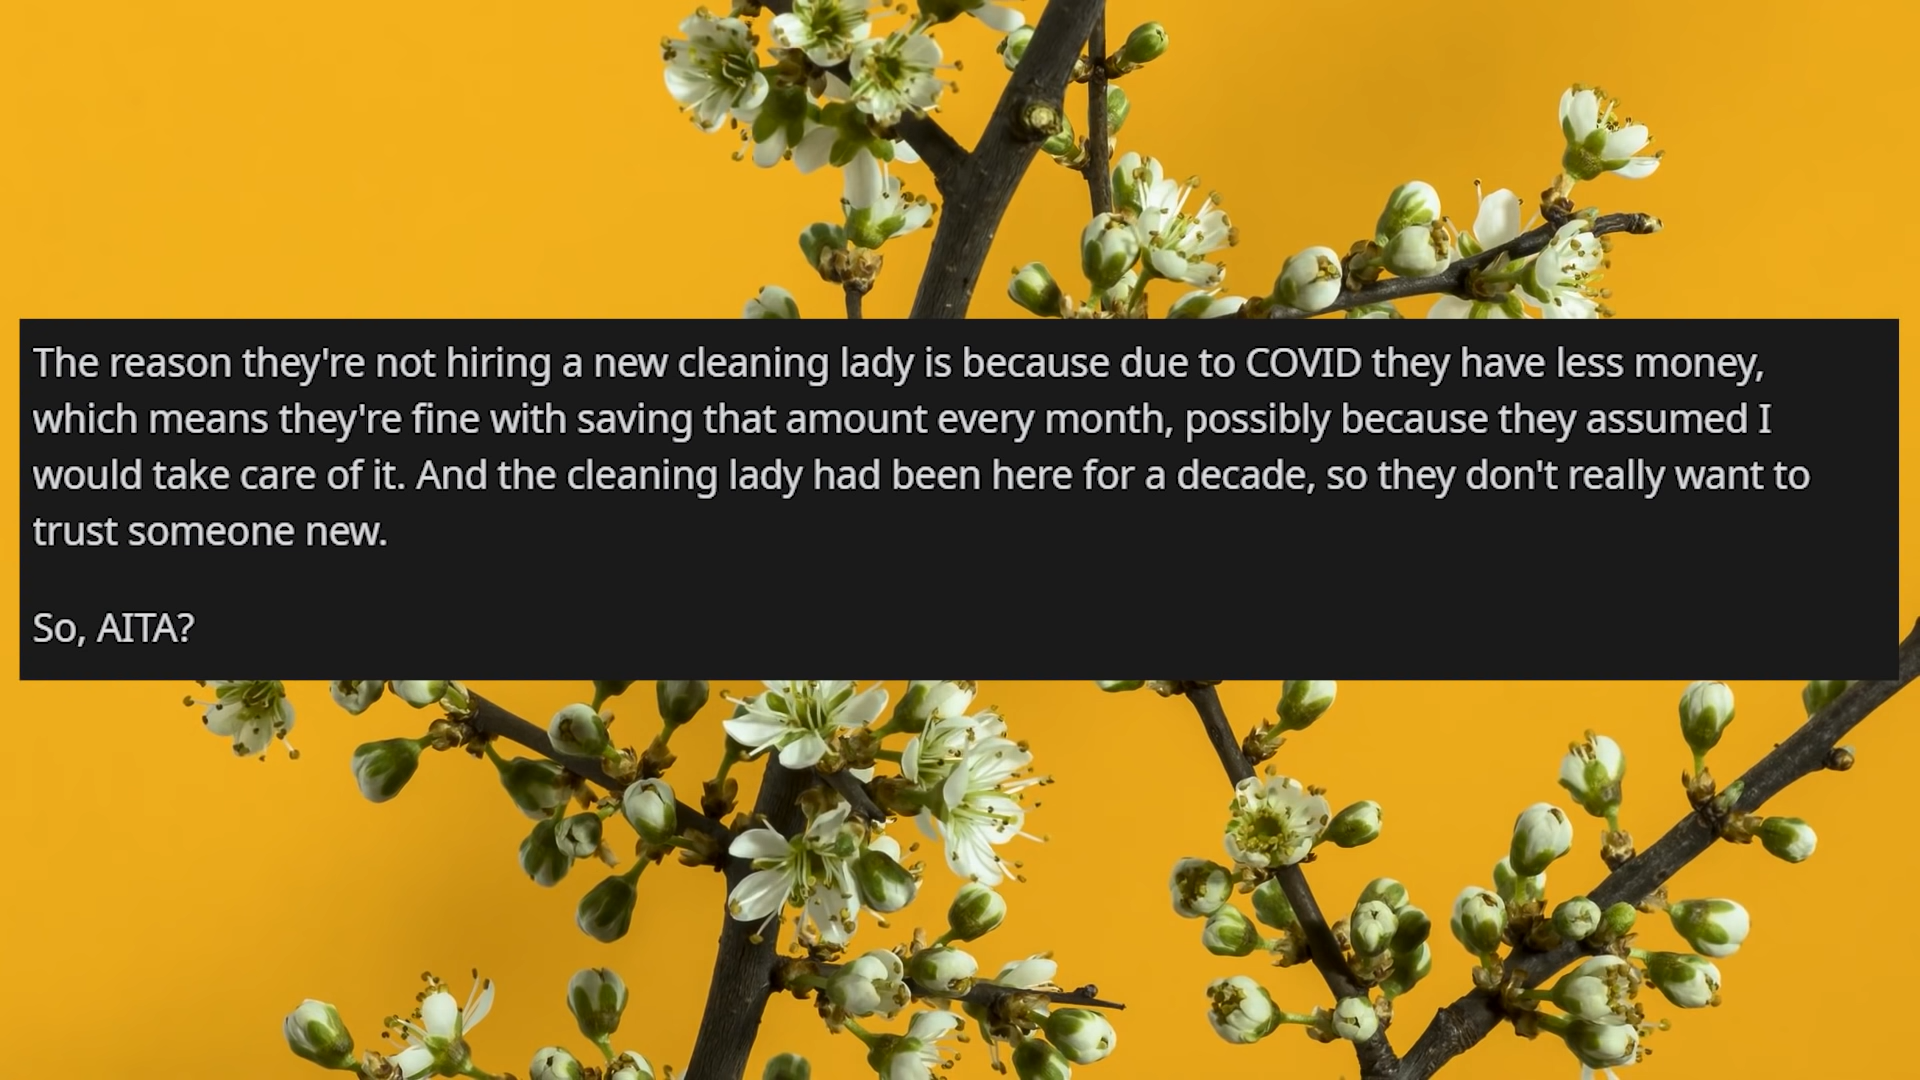 The reason they're not hiring a new cleaning lady is because due to COVID they have less money,
which means they're fine with saving that amount every month, possibly because they assumed I
would take care of it. And the cleaning lady had been here for a decade, so they don't really want to
trust someone new.
So, AITA?